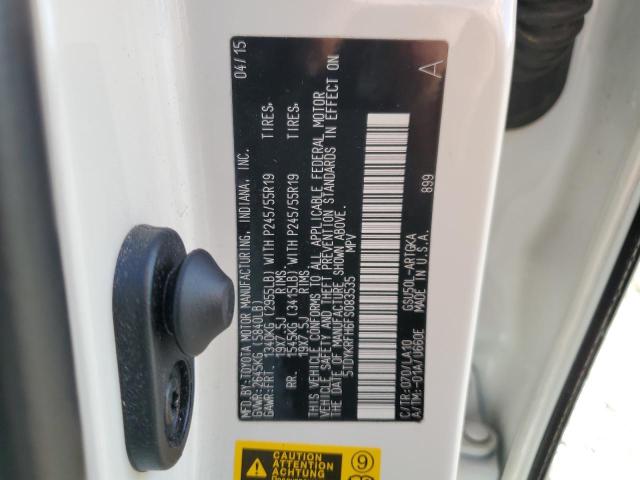 MFD.BY:TOYOTA MOTOR MANUFACTURING, INDIANA, INC. 04/15
GVWR:2645KG (5840LB)
GAWR:FRT. 1340KG (2955LB) WITH P245/55R19 TIRES,
19X7.5J RIMS,
RR. 1545KG (3415LB) WITH P245/55R19 TIRES,
19X7.5J RIMS.
THIS VEHICLE CONFORMS TO ALL APPLICABLE FEDERAL MOTOR
VEHICLE SAFETY AND THEFT PREVENTION STANDARDS IN EFFECT ON
THE DATE OF MANUFACTURE SHOWN ABOVE.
5TDYKRFH6FS083535 MPV
A
C/TR:070/LA10 GSU50L-ARTGKA 899
A/TM:-01A/U660E MADE IN U.S.A.
CAUTION
ATTENTION
ACHTUNG
9